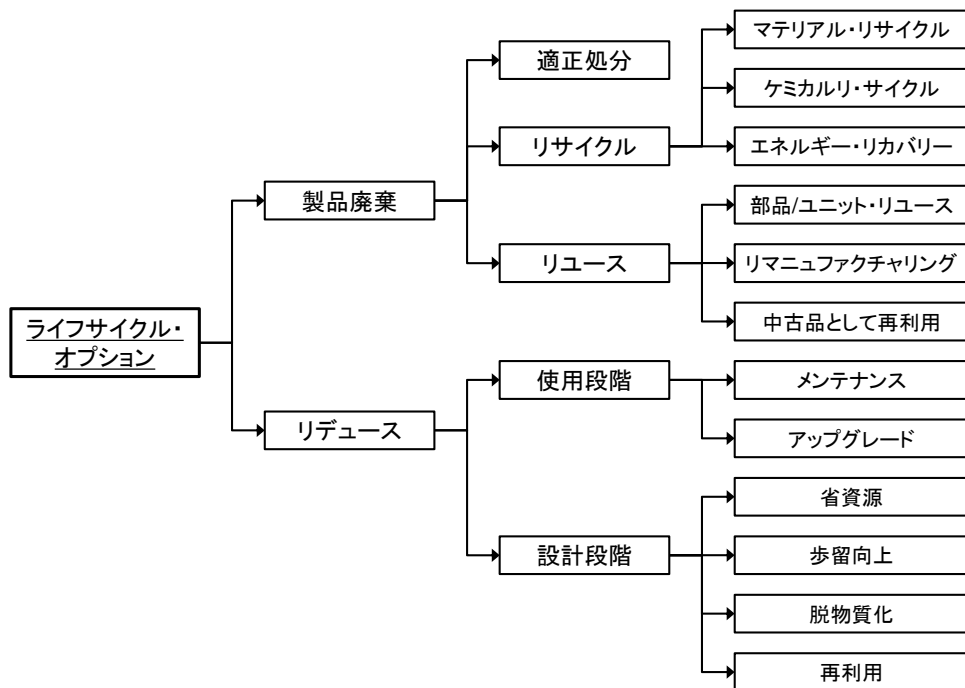 ライフサイクル・
オプション
製品廃棄
リデュース
適正処分
リサイクル
リユース
使用段階
設計段階
マテリアル・リサイクル
ケミカルリ・サイクル
エネルギー・リカバリー
部品/ユニット・リユース
リマニュファクチャリング
中古品として再利用
メンテナンス
アップグレード
省資源
歩留向上
脱物質化
再利用